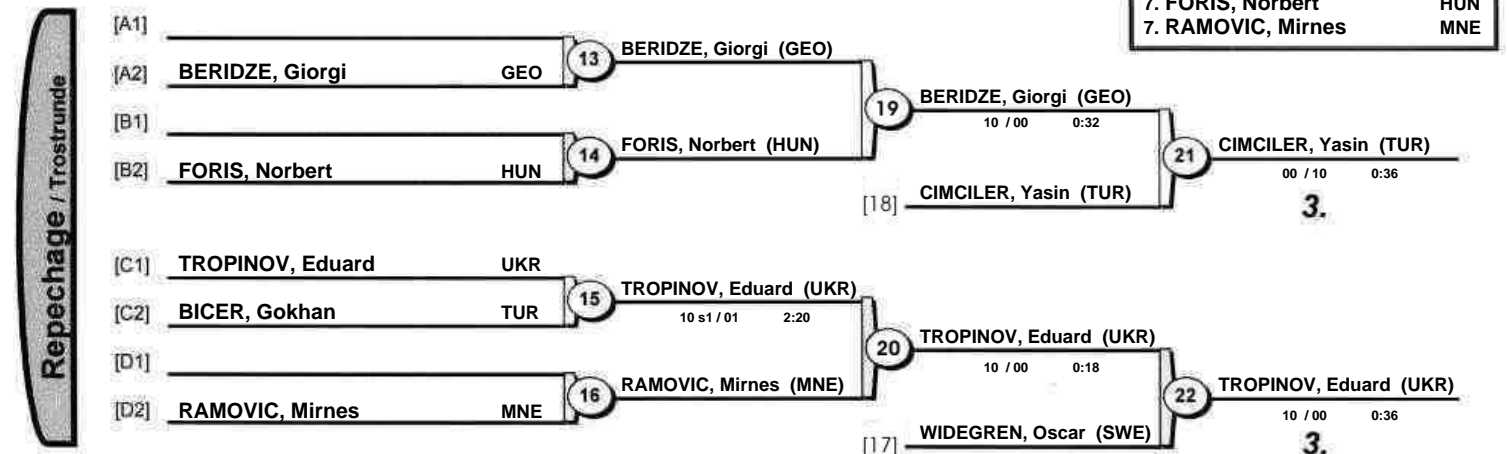 7. FORIS, Norbert HUN
7. RAMOVIC, Mirnes MNE
Repechage / Trostrunde
[A1]
[A2] BERIDZE, Giorgi GEO
13
BERIDZE, Giorgi (GEO)
[B1]
[B2] FORIS, Norbert HUN
14
FORIS, Norbert (HUN)
19
BERIDZE, Giorgi (GEO)
10 / 00 0:32
[18] CIMCILER, Yasin (TUR)
21
CIMCILER, Yasin (TUR)
00 / 10 0:36
3.
[C1] TROPINOV, Eduard UKR
[C2] BICER, Gokhan TUR
15
TROPINOV, Eduard (UKR)
10 s1 / 01 2:20
[D1]
[D2] RAMOVIC, Mirnes MNE
16
RAMOVIC, Mirnes (MNE)
20
TROPINOV, Eduard (UKR)
10 / 00 0:18
[17] WIDEGREN, Oscar (SWE)
22
TROPINOV, Eduard (UKR)
10 / 00 0:36
3.